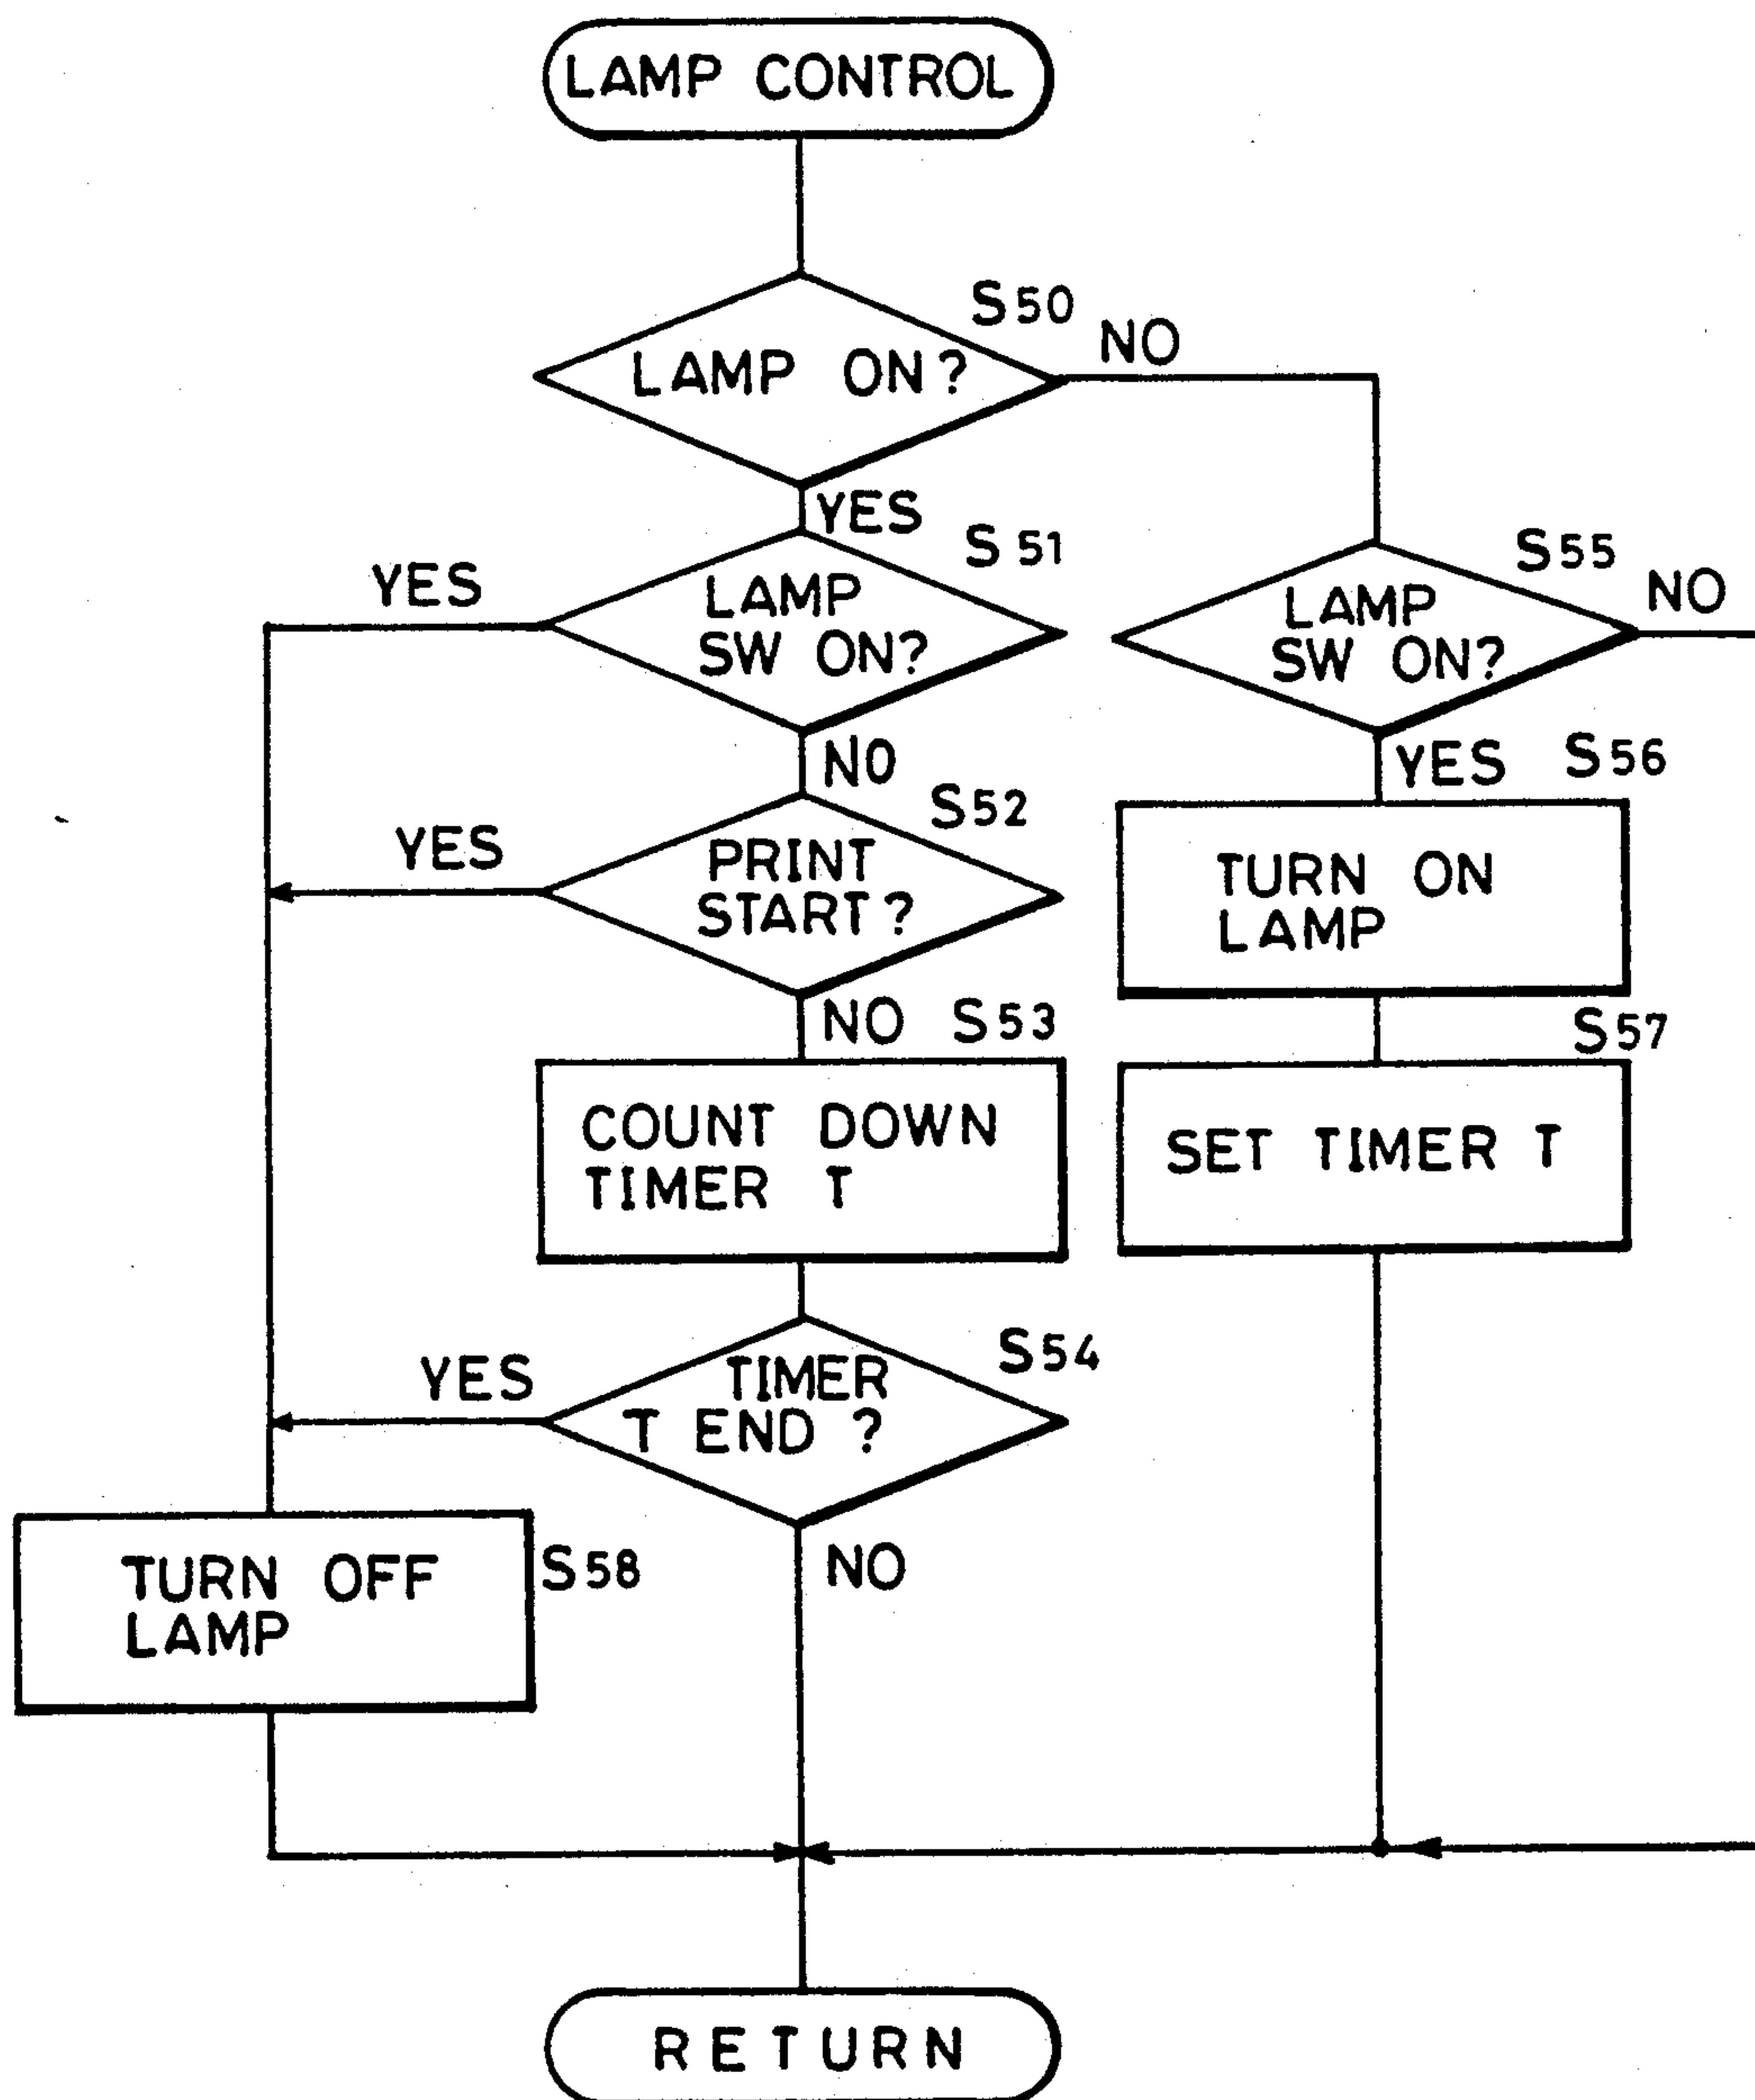 LAMP CONTROL
S50
LAMP ON?
NO
YES
S51
YES
LAMP
SW ON?
S55
NO
LAMP
SW ON?
NO
S52
YES
PRINT
START?
YES
S56
TURN ON
LAMP
NO
S53
COUNT DOWN
TIMER T
S57
SET TIMER T
S54
YES
TIMER
T END ?
NO
TURN OFF
LAMP
S58
RETURN